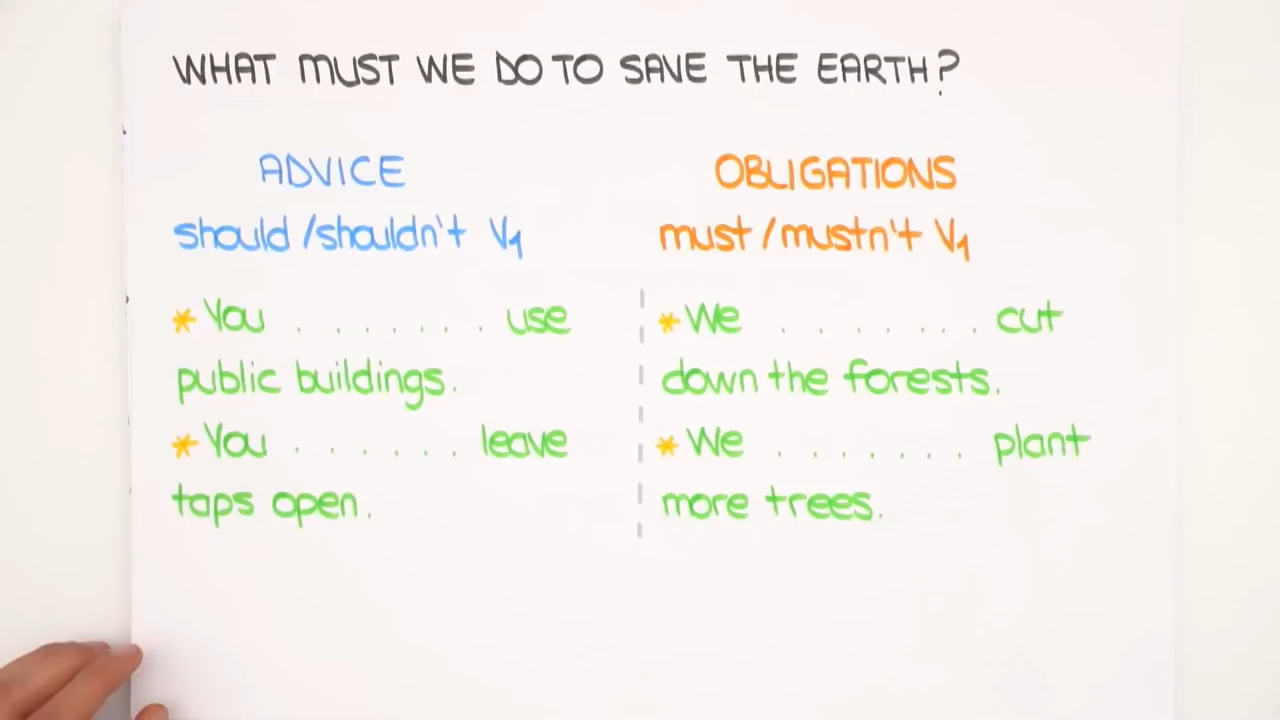 WHAT MUST WE DO TO SAVE THE EARTH?
ADVICE
should / shouldn't V1
* You ....... use
public buildings.
* You ...... leave
taps open.
OBLIGATIONS
must / mustn't V1
* We ........ cut
down the forests.
* We ....... plant
more trees.